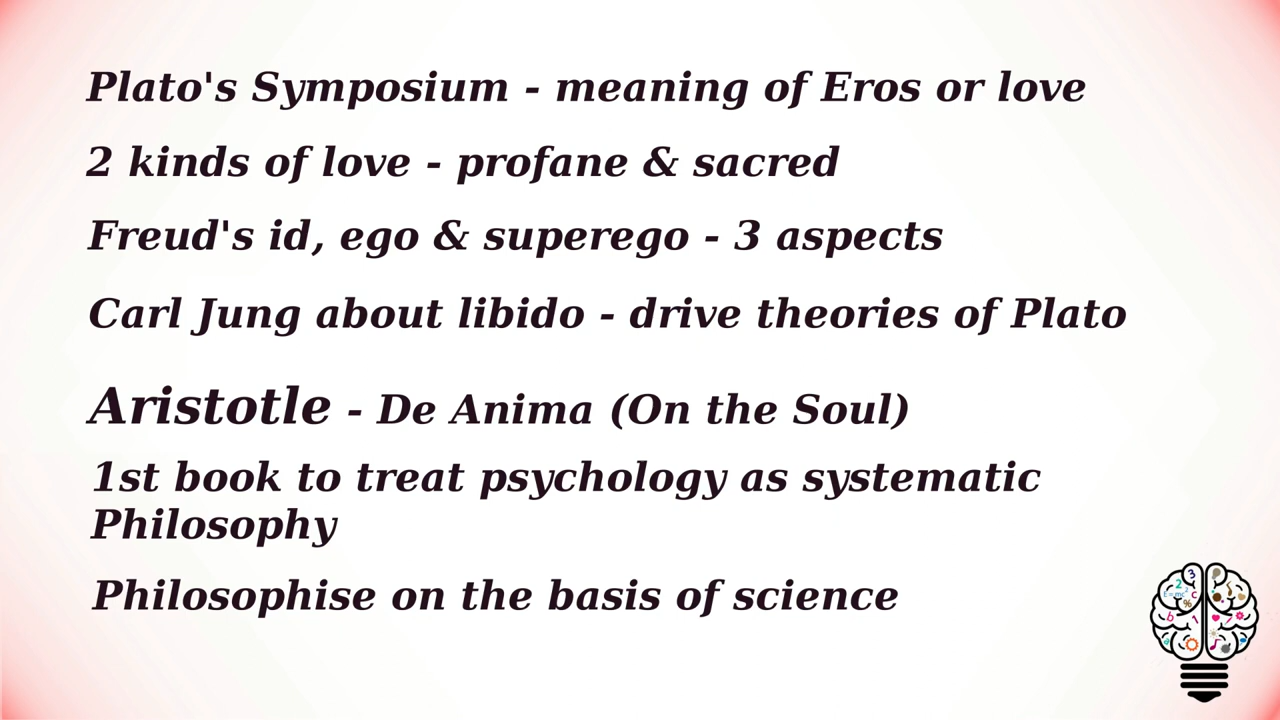 Plato's Symposium - meaning of Eros or love
2 kinds of love - profane & sacred
Freud's id, ego & superego - 3 aspects
Carl Jung about libido - drive theories of Plato
Aristotle - De Anima (On the Soul)
1st book to treat psychology as systematic
Philosophy
Philosophise on the basis of science